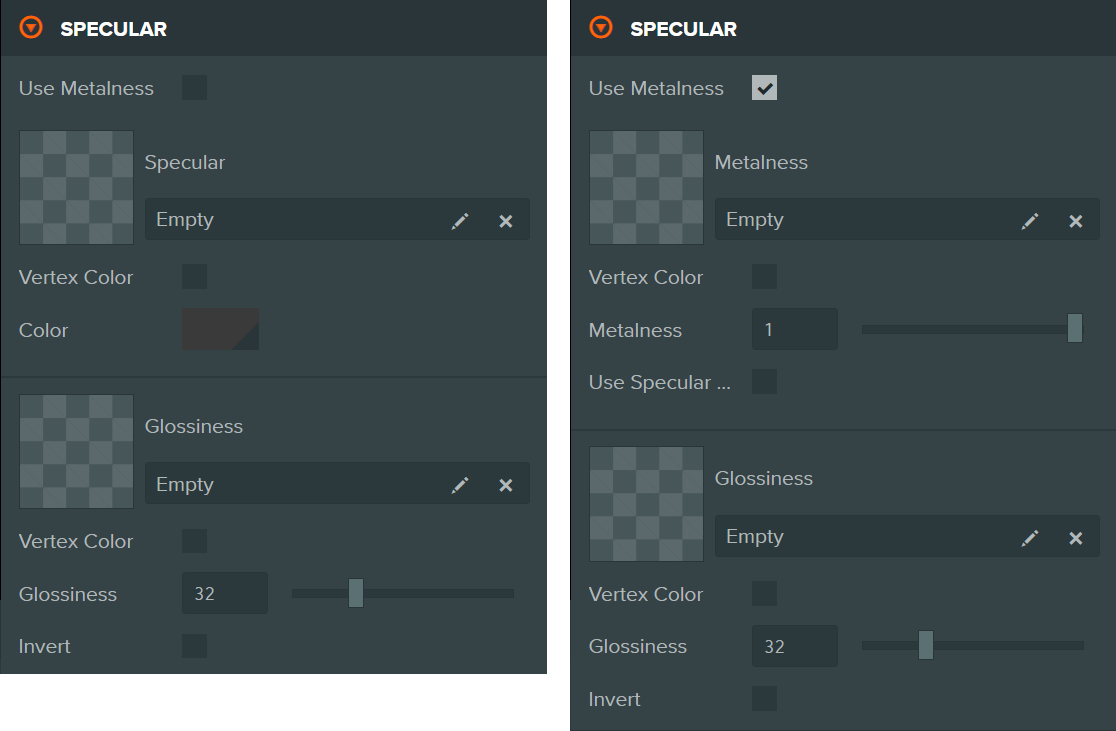 SPECULAR
Use Metalness
Specular
Empty
Vertex Color
Color
Glossiness
Empty
Vertex Color
Glossiness 32
Invert
SPECULAR
Use Metalness
Metalness
Empty
Vertex Color
Metalness 1
Use Specular ...
Glossiness
Empty
Vertex Color
Glossiness 32
Invert